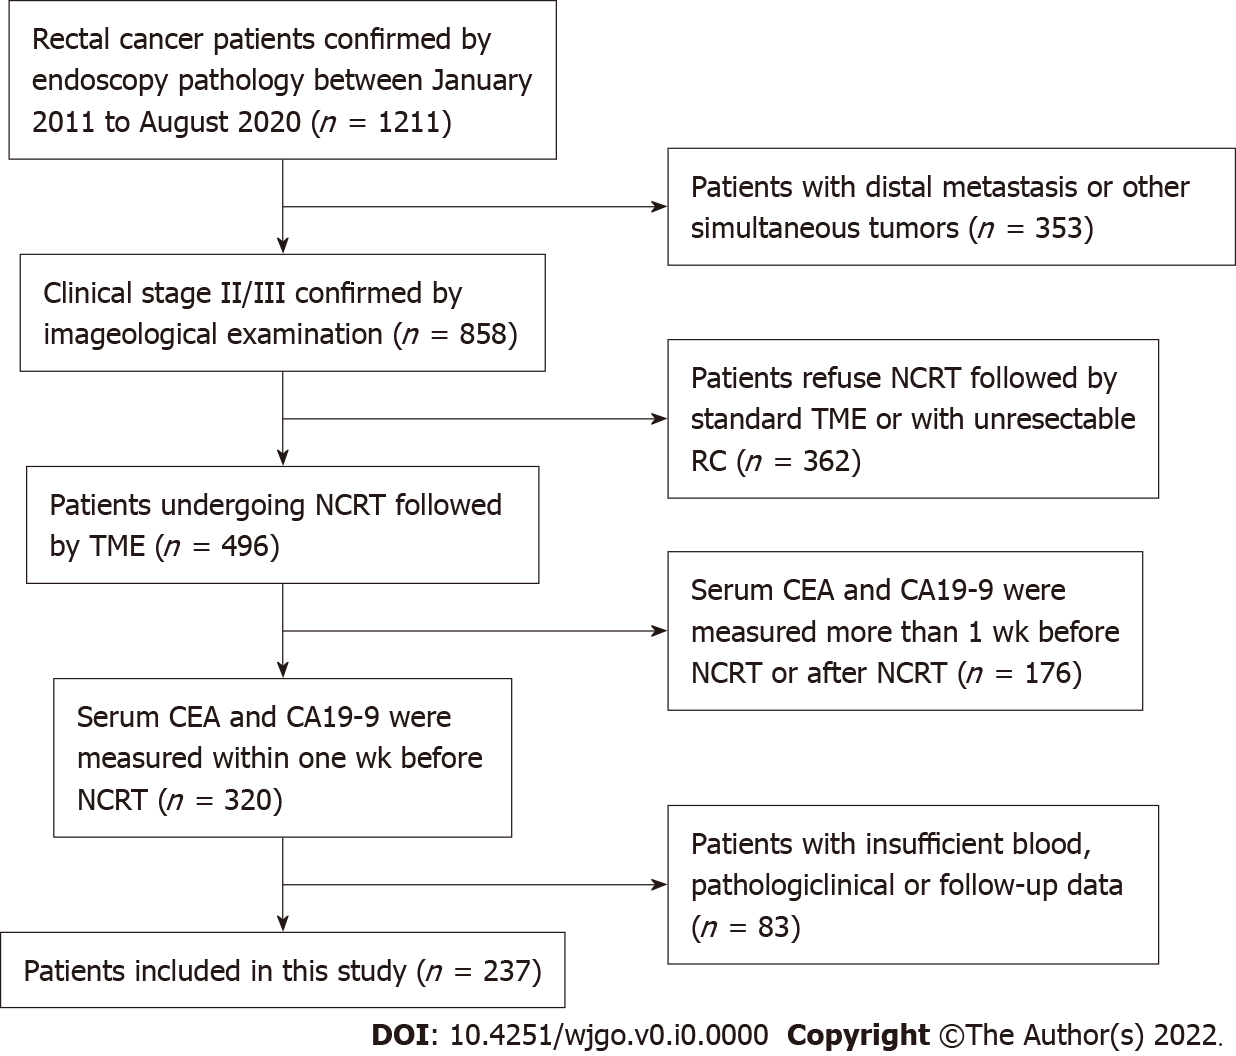 Rectal cancer patients confirmed by
endoscopy pathology between January
2011 to August 2020 (n = 1211)
Patients with distal metastasis or other
simultaneous tumors (n = 353)
Clinical stage II/III confirmed by
imageological examination (n = 858)
Patients refuse NCRT followed by
standard TME or with unresectable
RC (n = 362)
Patients undergoing NCRT followed
by TME (n = 496)
Serum CEA and CA19-9 were
measured more than 1 wk before
NCRT or after NCRT (n = 176)
Serum CEA and CA19-9 were
measured within one wk before
NCRT (n = 320)
Patients with insufficient blood,
pathologiclinical or follow-up data
(n = 83)
Patients included in this study (n = 237)
DOI: 10.4251/wjgo.v0.i0.0000 Copyright ©The Author(s) 2022.